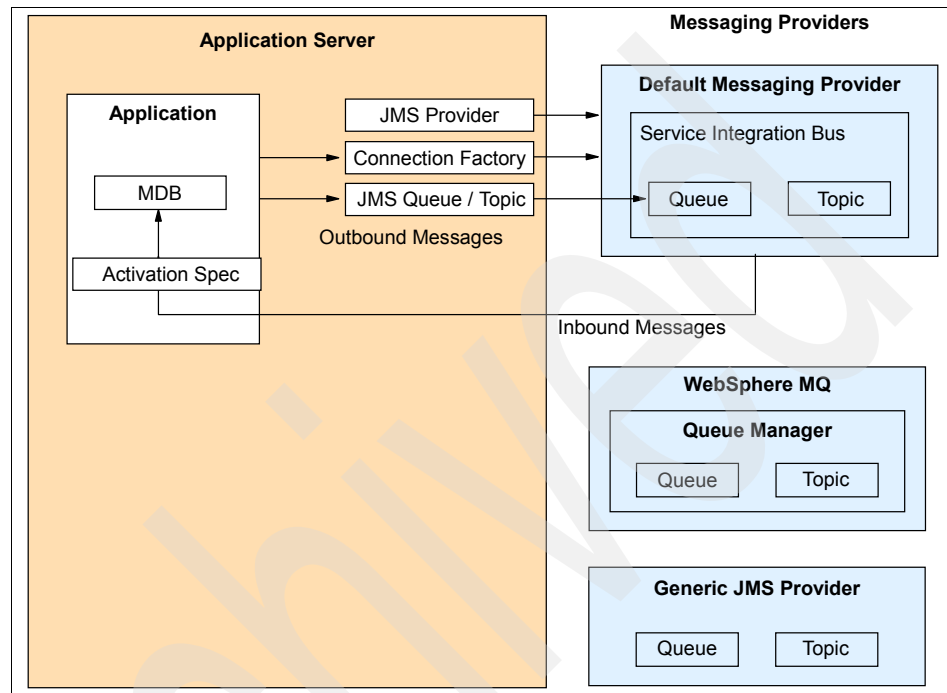 Application Server
Messaging Providers
Application
MDB
Activation Spec
JMS Provider
Connection Factory
JMS Queue / Topic
Outbound Messages
Default Messaging Provider
Service Integration Bus
Queue
Topic
Inbound Messages
WebSphere MQ
Queue Manager
Queue
Topic
Generic JMS Provider
Queue
Topic
hived